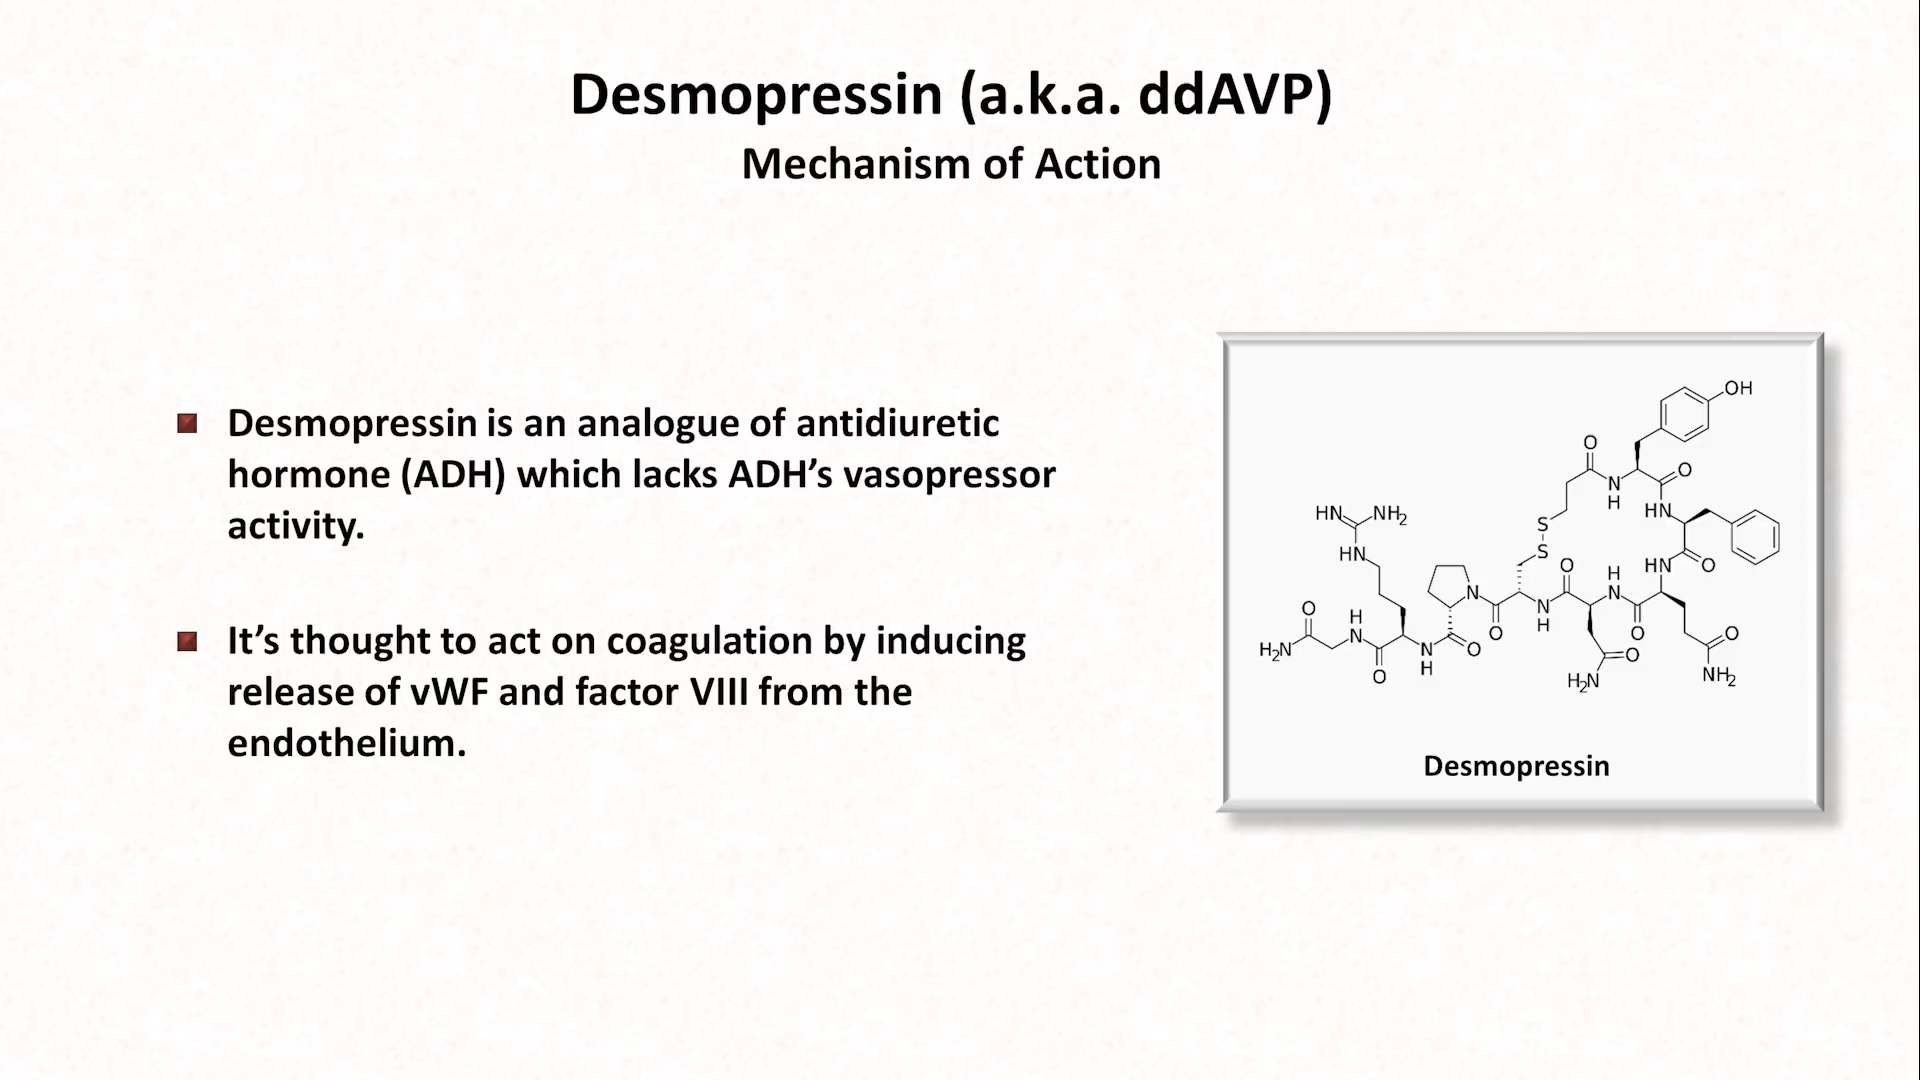 Desmopressin (a.k.a. ddAVP)
Mechanism of Action
Desmopressin is an analogue of antidiuretic
hormone (ADH) which lacks ADH’s vasopressor
activity.
It’s thought to act on coagulation by inducing
release of vWF and factor VIII from the
endothelium.
OH
O
O
N
H
HN
S
S
HN
NH2
HN
O
H
N
O
HN
O
N
O
N
H
O
O
H
N
H2N
O
N
H
O
O
O
H2N
NH2
Desmopressin